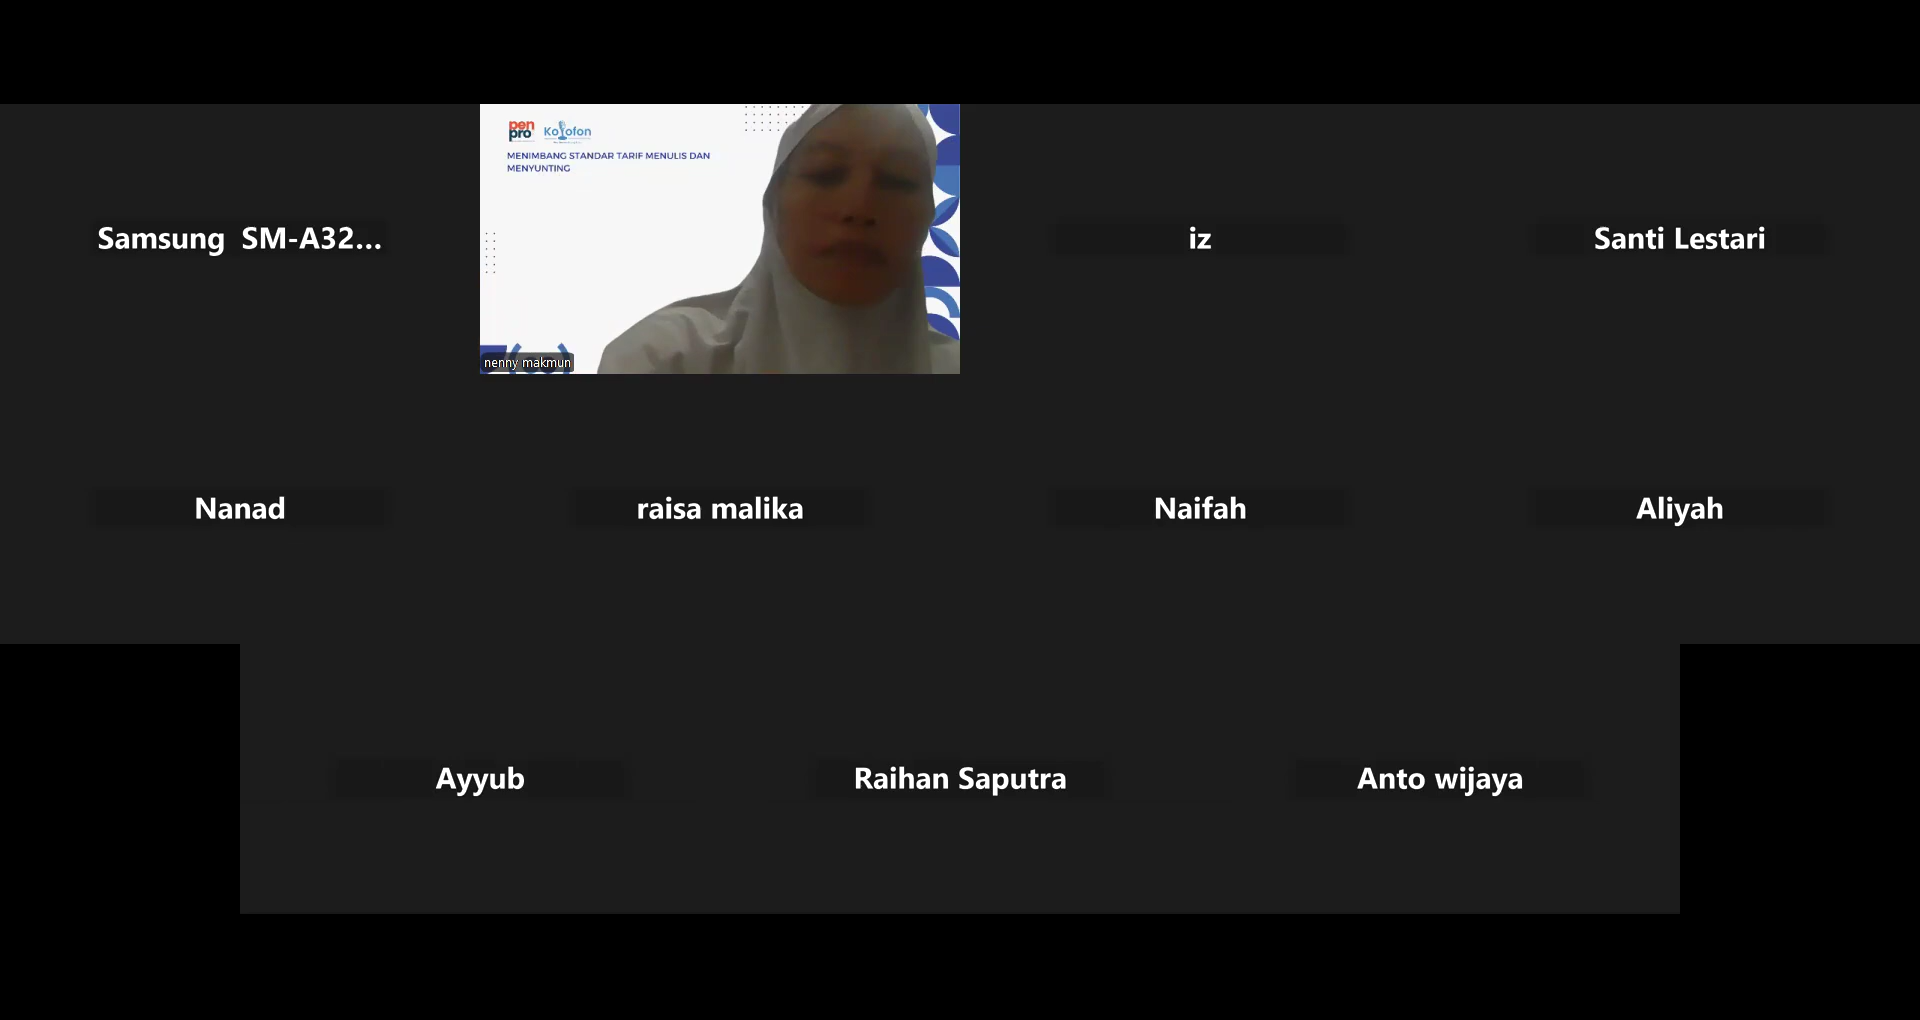 pen
pro
Kolofon
MENIMBANG STANDAR TARIF MENULIS DAN
MENYUNTING
nenny makmun
Samsung SM-A32...
iz
Santi Lestari
Nanad
raisa malika
Naifah
Aliyah
Ayyub
Raihan Saputra
Anto wijaya